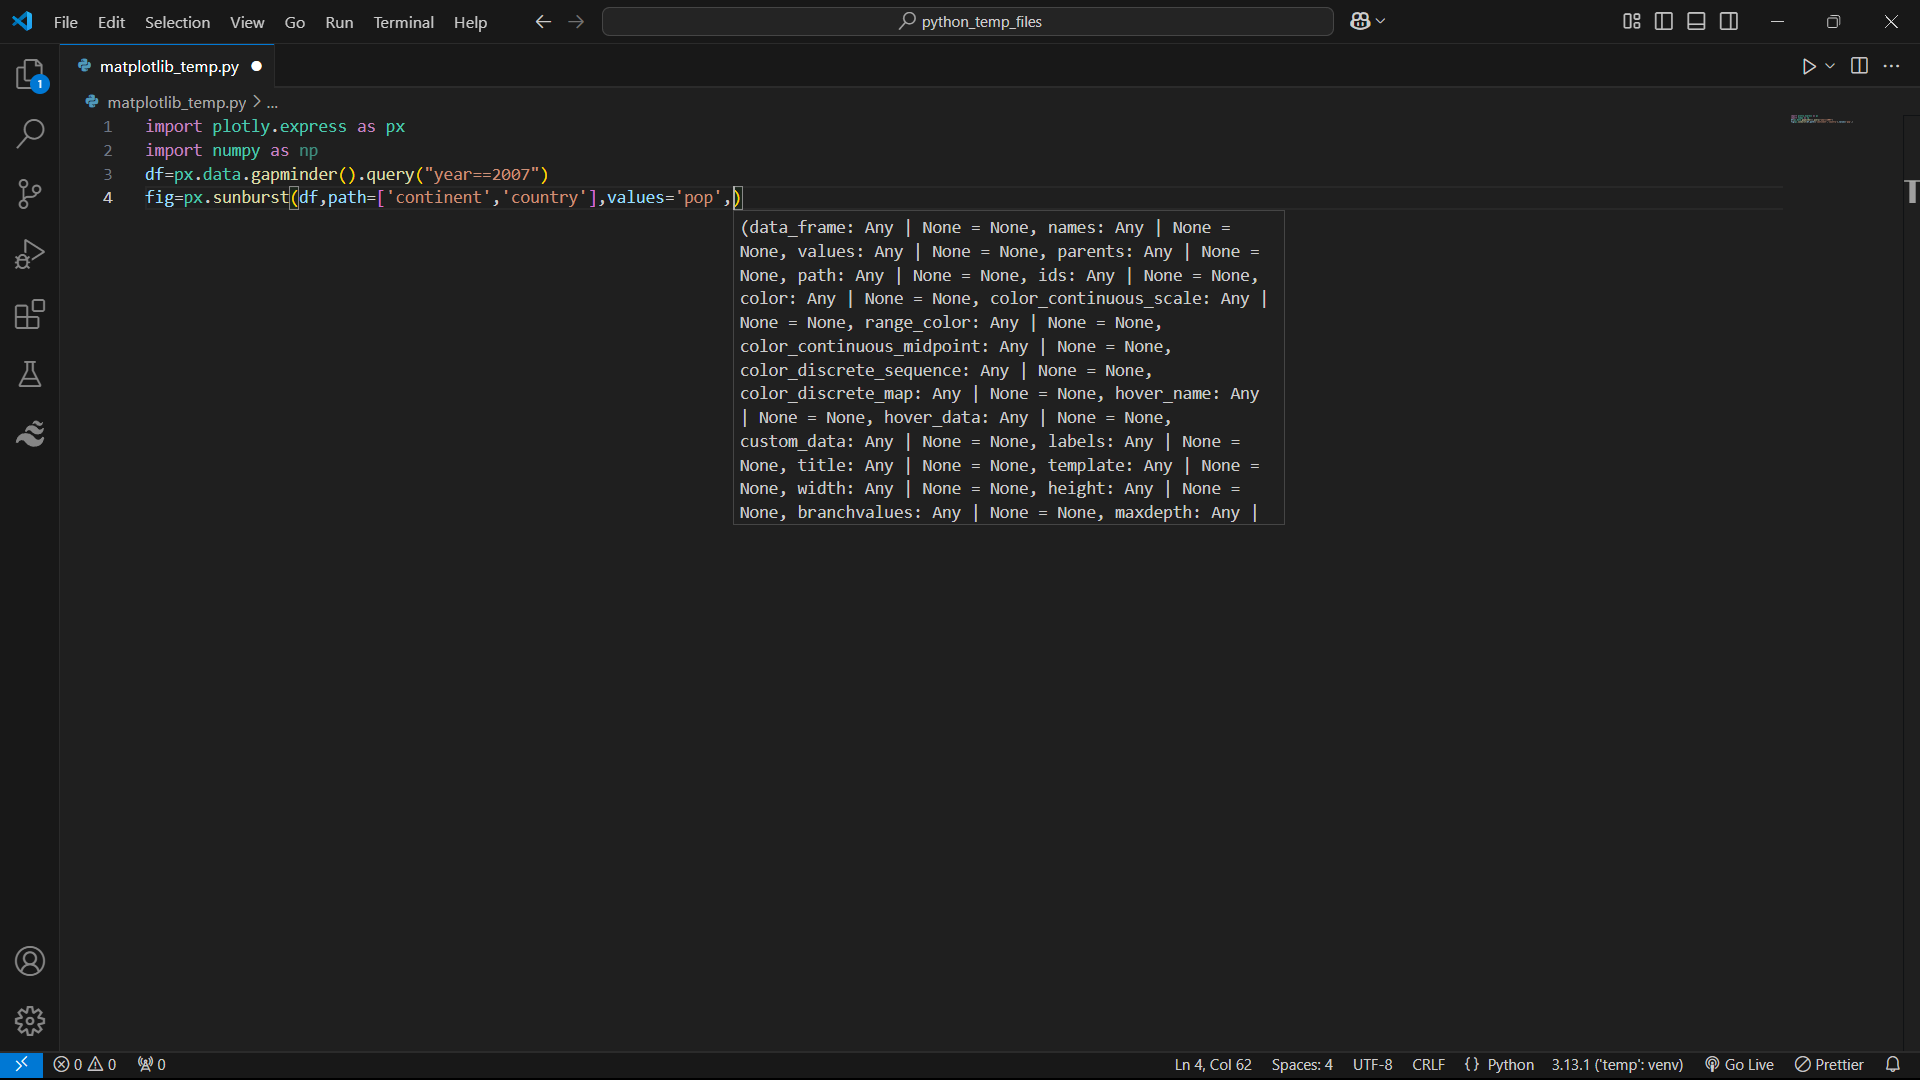 File Edit Selection View Go Run Terminal Help
python_temp_files
1
matplotlib_temp.py
matplotlib_temp.py > ...
1 import plotly.express as px
2 import numpy as np
3 df=px.data.gapminder().query("year==2007")
4 fig=px.sunburst(df,path=['continent','country'],values='pop',)
(data_frame: Any | None = None, names: Any | None =
None, values: Any | None = None, parents: Any | None =
None, path: Any | None = None, ids: Any | None = None,
color: Any | None = None, color_continuous_scale: Any |
None = None, range_color: Any | None = None,
color_continuous_midpoint: Any | None = None,
color_discrete_sequence: Any | None = None,
color_discrete_map: Any | None = None, hover_name: Any
| None = None, hover_data: Any | None = None,
custom_data: Any | None = None, labels: Any | None =
None, title: Any | None = None, template: Any | None =
None, width: Any | None = None, height: Any | None =
None, branchvalues: Any | None = None, maxdepth: Any |
0 0 0 Ln 4, Col 62 Spaces: 4 UTF-8 CRLF {} Python 3.13.1 ('temp': venv) Go Live Prettier